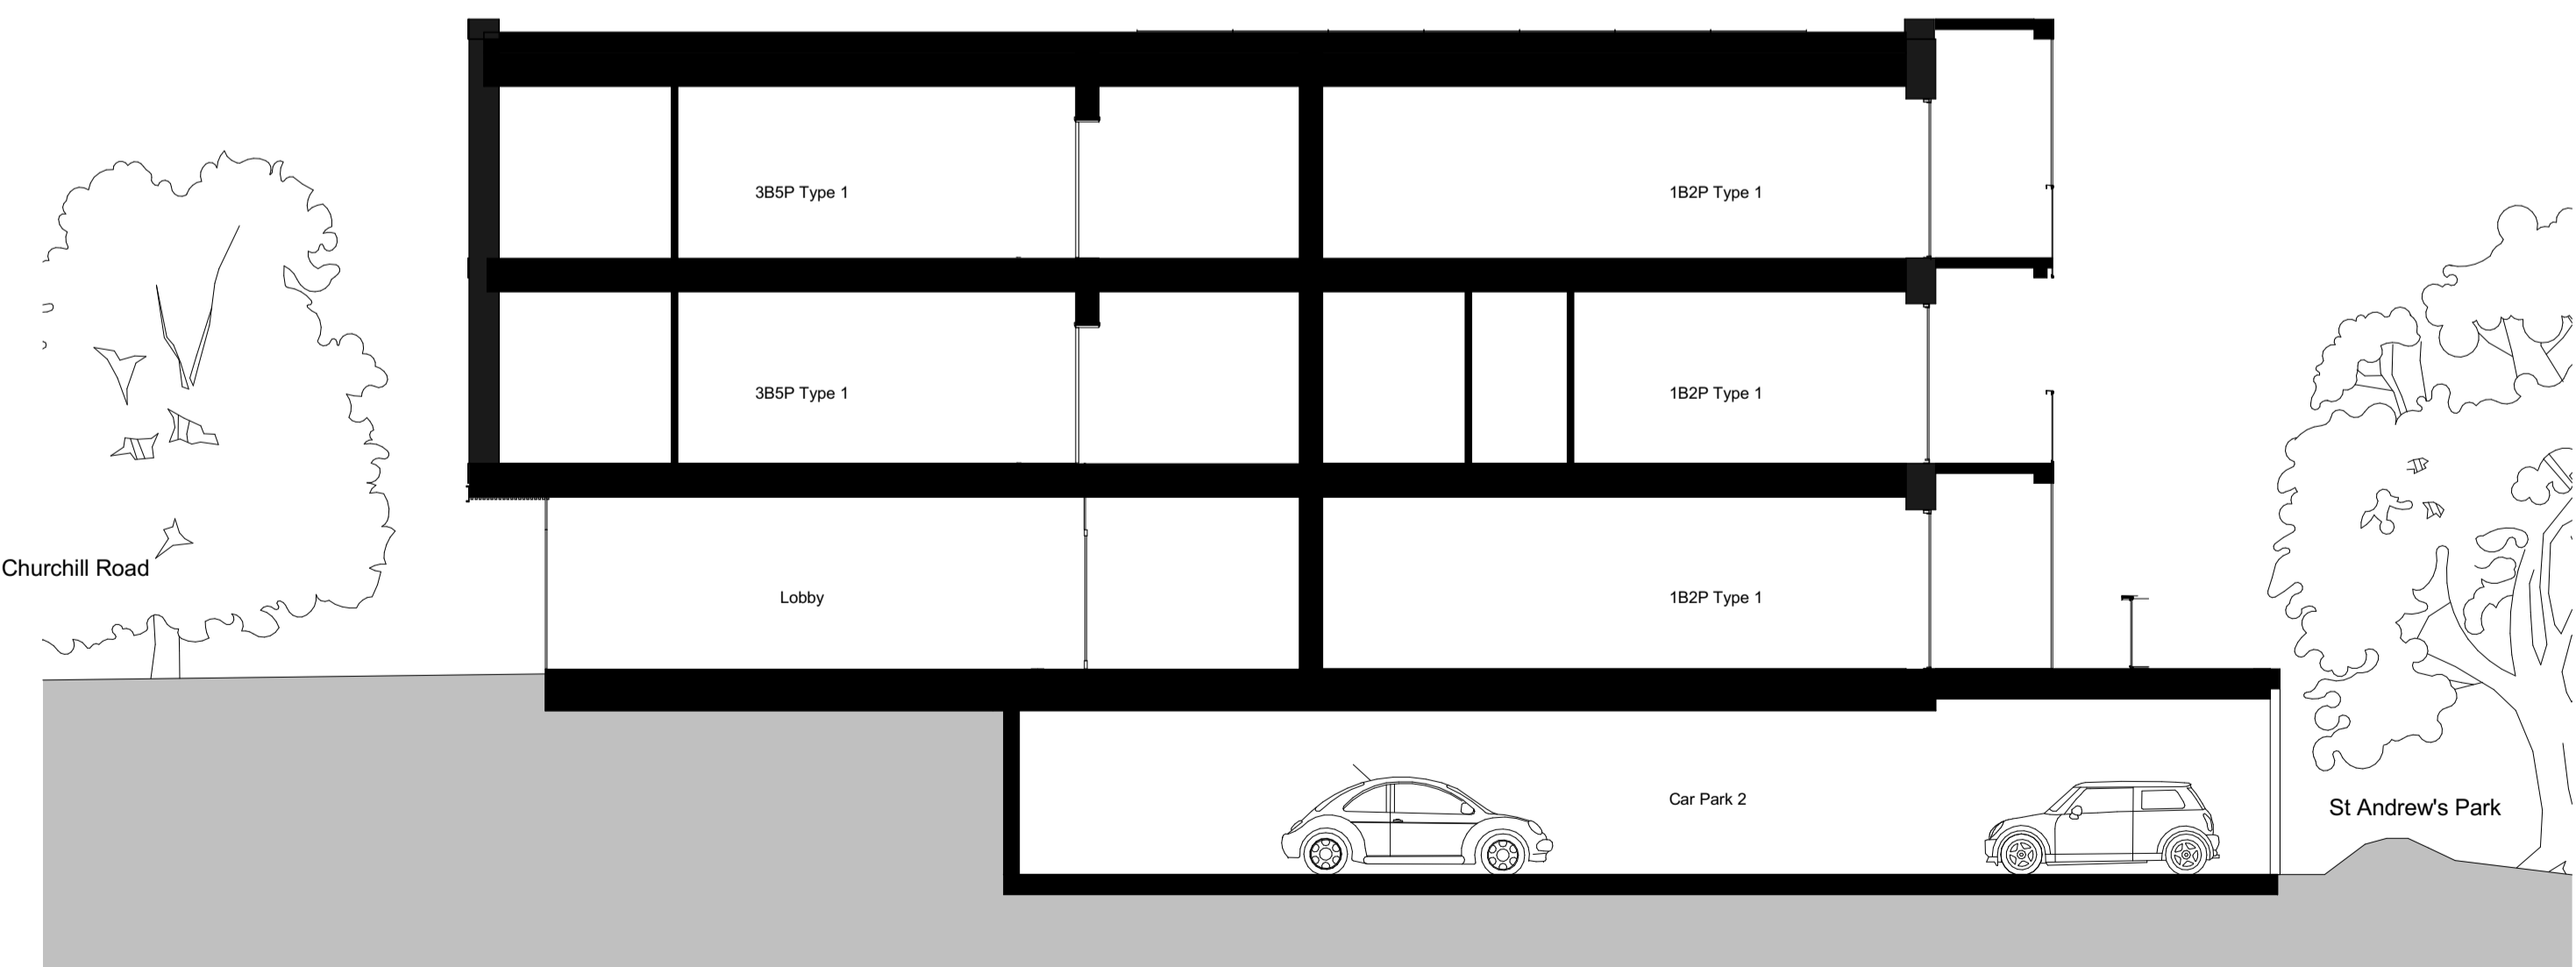 3B5P Type 1
1B2P Type 1
3B5P Type 1
1B2P Type 1
Churchill Road
Lobby
1B2P Type 1
Car Park 2
St Andrew's Park